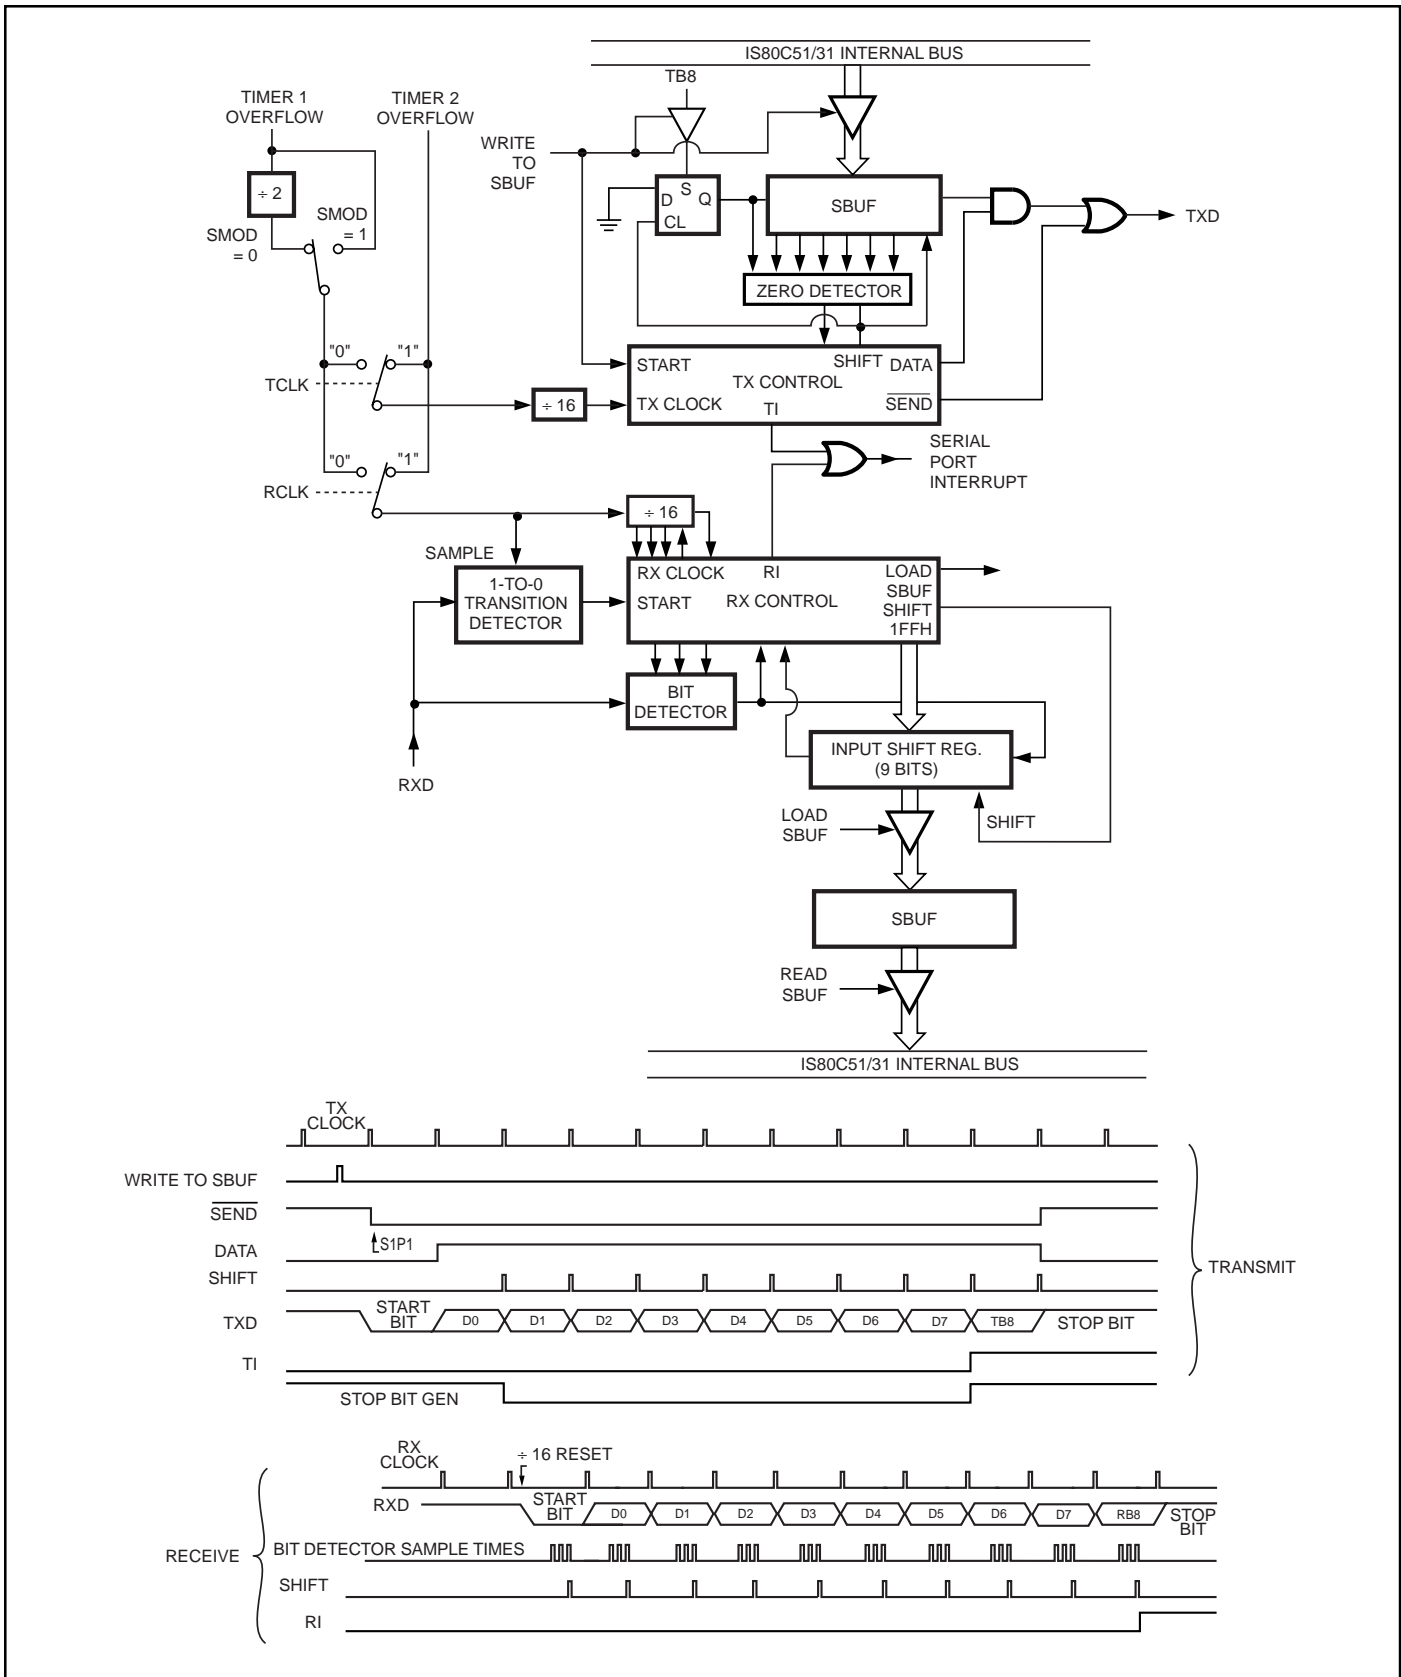 IS80C51/31 INTERNAL BUS
TB8
TIMER 1
OVERFLOW
TIMER 2
OVERFLOW
WRITE
TO
SBUF
÷ 2
SMOD
= 1
SMOD
= 0
S
D
Q
CL
SBUF
TXD
ZERO DETECTOR
"0"
"1"
TCLK
÷ 16
START
SHIFT
DATA
TX CONTROL
TX CLOCK
TI
SEND
SERIAL
PORT
INTERRUPT
"0"
"1"
RCLK
÷ 16
SAMPLE
1-TO-0
TRANSITION
DETECTOR
RX CLOCK
RI
LOAD
SBUF
START
RX CONTROL
SHIFT
1FFH
BIT
DETECTOR
RXD
INPUT SHIFT REG.
(9 BITS)
LOAD
SBUF
SHIFT
SBUF
READ
SBUF
IS80C51/31 INTERNAL BUS
TX
CLOCK
WRITE TO SBUF
SEND
S1P1
DATA
SHIFT
TRANSMIT
TXD
START
BIT
D0 D1 D2 D3 D4 D5 D6 D7 TB8 STOP BIT
TI
STOP BIT GEN
RX
CLOCK
÷ 16 RESET
RXD
START
BIT
D0 D1 D2 D3 D4 D5 D6 D7 RB8
STOP
BIT
RECEIVE
BIT DETECTOR SAMPLE TIMES
SHIFT
RI